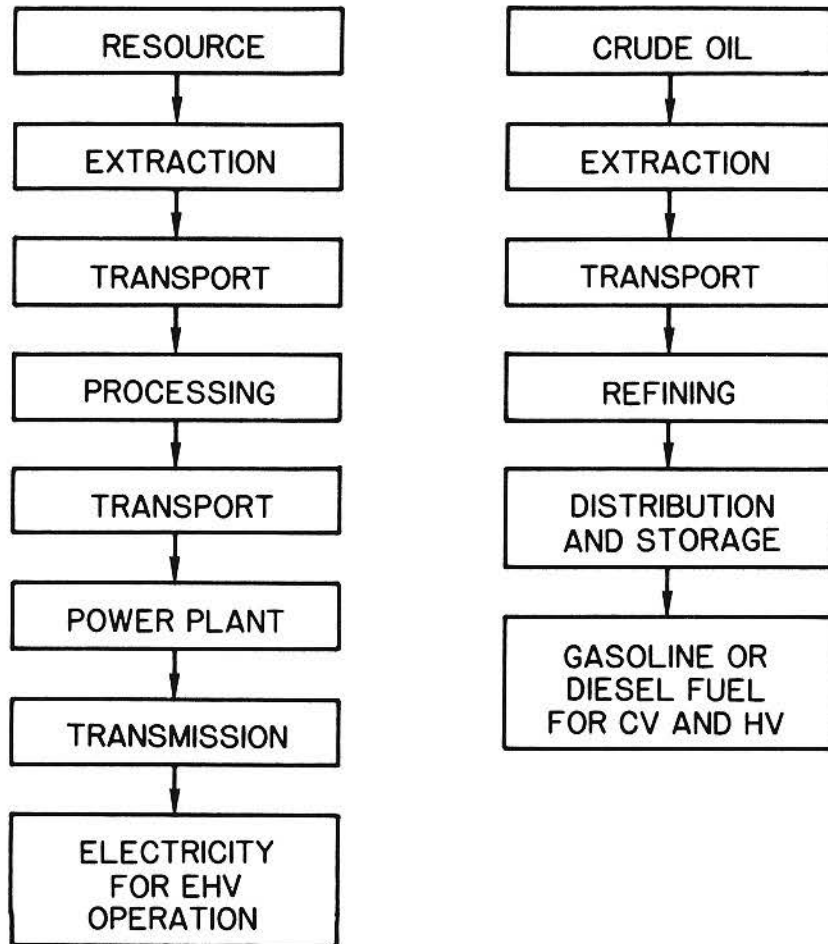 RESOURCE
EXTRACTION
TRANSPORT
PROCESSING
TRANSPORT
POWER PLANT
TRANSMISSION
ELECTRICITY
FOR EHV
OPERATION
CRUDE OIL
EXTRACTION
TRANSPORT
REFINING
DISTRIBUTION
AND STORAGE
GASOLINE OR
DIESEL FUEL
FOR CV AND HV